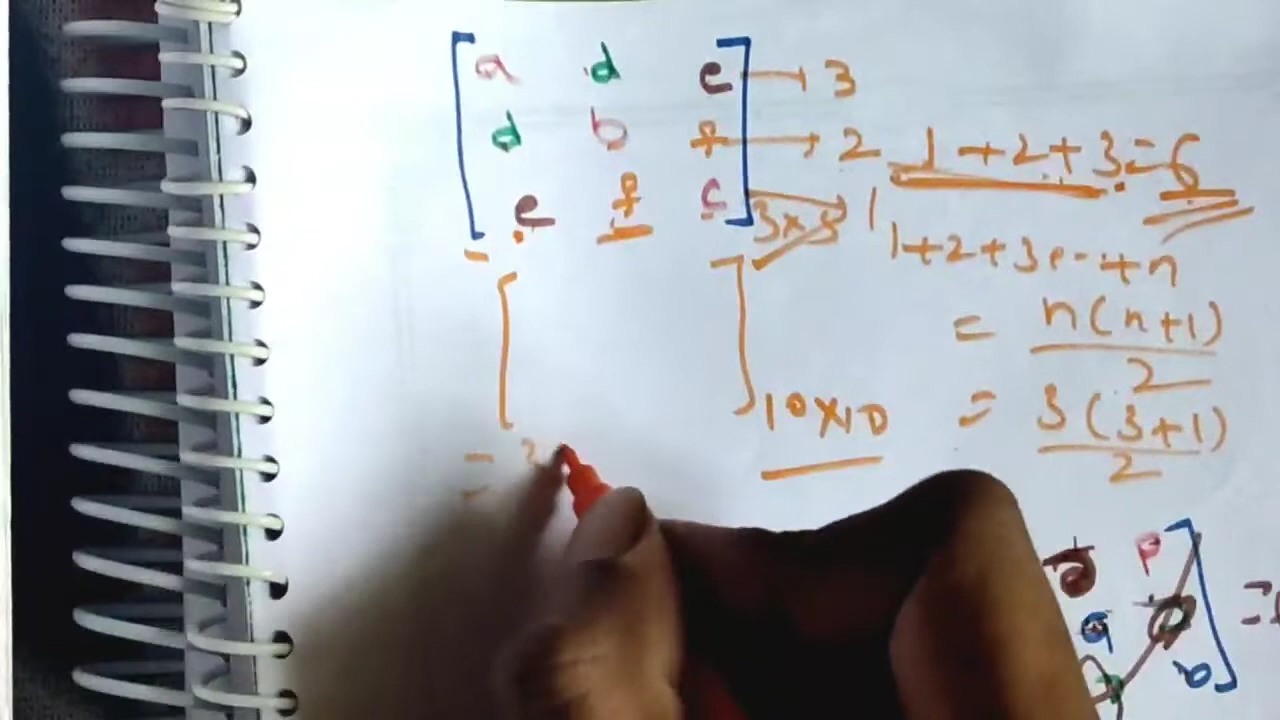 a d e → 3
d b f → 2 1+2+3=6
e f c 3×3 → 1
1+2+3+--+n
= n(n+1)/2
10×10
= 3(3+1)/2
= 
a p
a
b